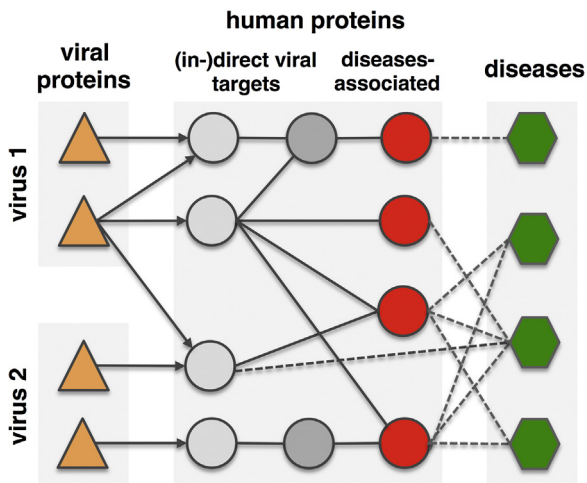 human proteins
viral
proteins
(in-)direct viral
targets
diseases-
associated
diseases
virus 1
virus 2